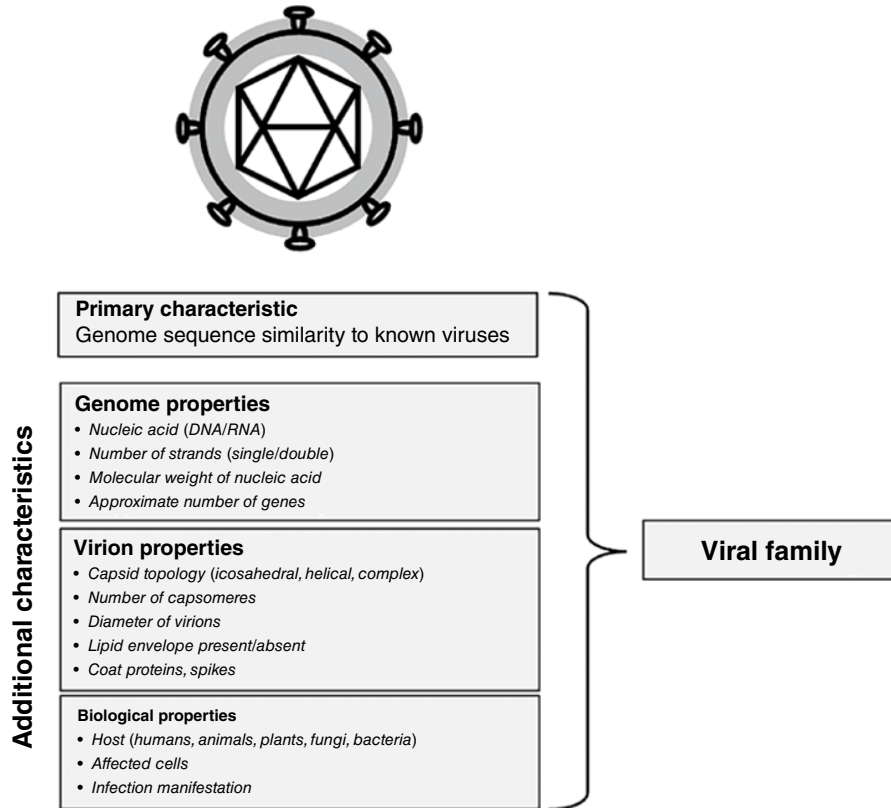 Primary characteristic
Genome sequence similarity to known viruses
Additional characteristics
Genome properties
• Nucleic acid (DNA/RNA)
• Number of strands (single/double)
• Molecular weight of nucleic acid
• Approximate number of genes
Virion properties
• Capsid topology (icosahedral, helical, complex)
• Number of capsomeres
• Diameter of virions
• Lipid envelope present/absent
• Coat proteins, spikes
Biological properties
• Host (humans, animals, plants, fungi, bacteria)
• Affected cells
• Infection manifestation
Viral family